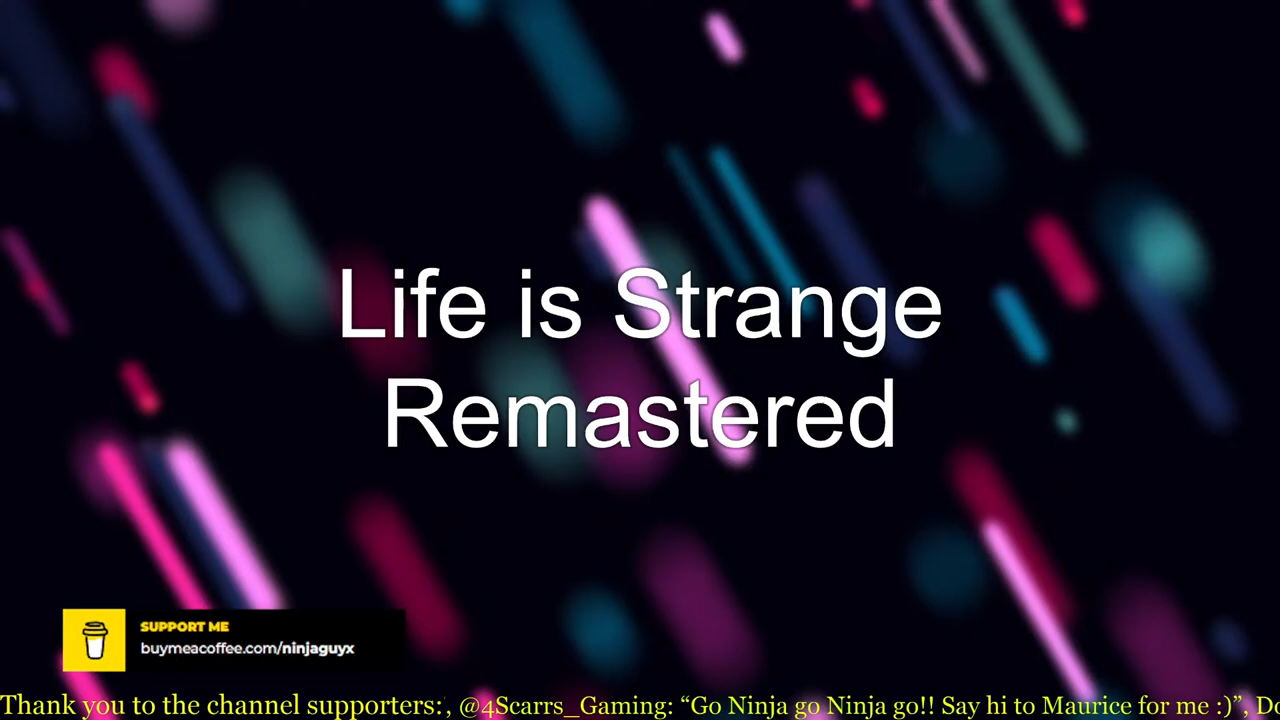 Life is Strange
Remastered
SUPPORT ME
buymeacoffee.com/ninjaguyx
Thank you to the channel supporters:, @4Scarrs_Gaming: “Go Ninja go Ninja go!! Say hi to Maurice for me :)”,